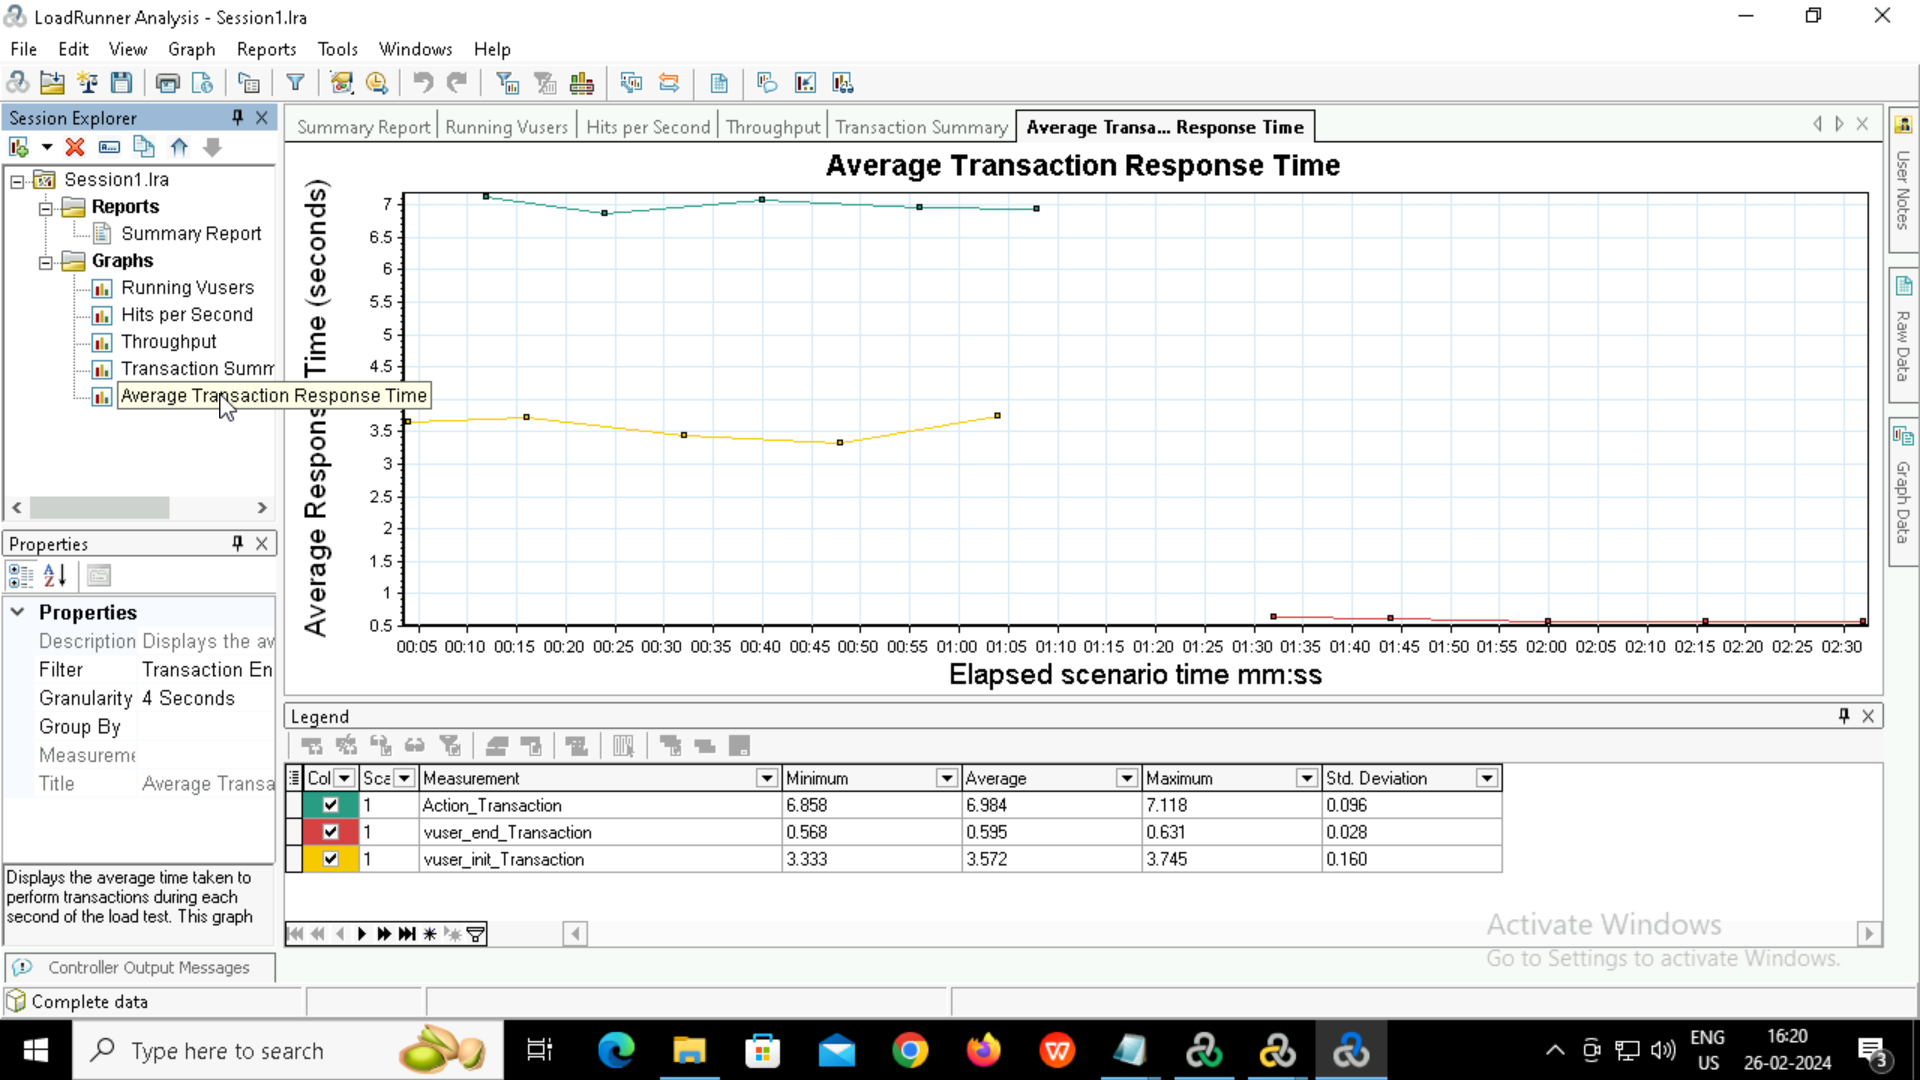 LoadRunner Analysis - Session1.lra
File Edit View Graph Reports Tools Windows Help
Session Explorer
Session1.lra
Reports
Summary Report
Graphs
Running Vusers
Hits per Second
Throughput
Transaction Summ
Average Transaction Response Time
Properties
Properties
Description Displays the av
Filter Transaction En
Granularity 4 Seconds
Group By
Measureme
Title Average Transa
Displays the average time taken to
perform transactions during each
second of the load test. This graph
Controller Output Messages
Complete data
Summary Report Running Vusers Hits per Second Throughput Transaction Summary Average Transa... Response Time
Average Transaction Response Time
7
6.5
6
5.5
5
4.5
3.5
3
2.5
2
1.5
1
0.5
00:05 00:10 00:15 00:20 00:25 00:30 00:35 00:40 00:45 00:50 00:55 01:00 01:05 01:10 01:15 01:20 01:25 01:30 01:35 01:40 01:45 01:50 01:55 02:00 02:05 02:10 02:15 02:20 02:25 02:30
Elapsed scenario time mm:ss
Average Respons Time (seconds)
Legend
Col Sca Measurement Minimum Average Maximum Std. Deviation
1 Action_Transaction 6.858 6.984 7.118 0.096
1 vuser_end_Transaction 0.568 0.595 0.631 0.028
1 vuser_init_Transaction 3.333 3.572 3.745 0.160
User Notes
Raw Data
Graph Data
Activate Windows
Go to Settings to activate Windows.
Type here to search
ENG
US
16:20
26-02-2024
3